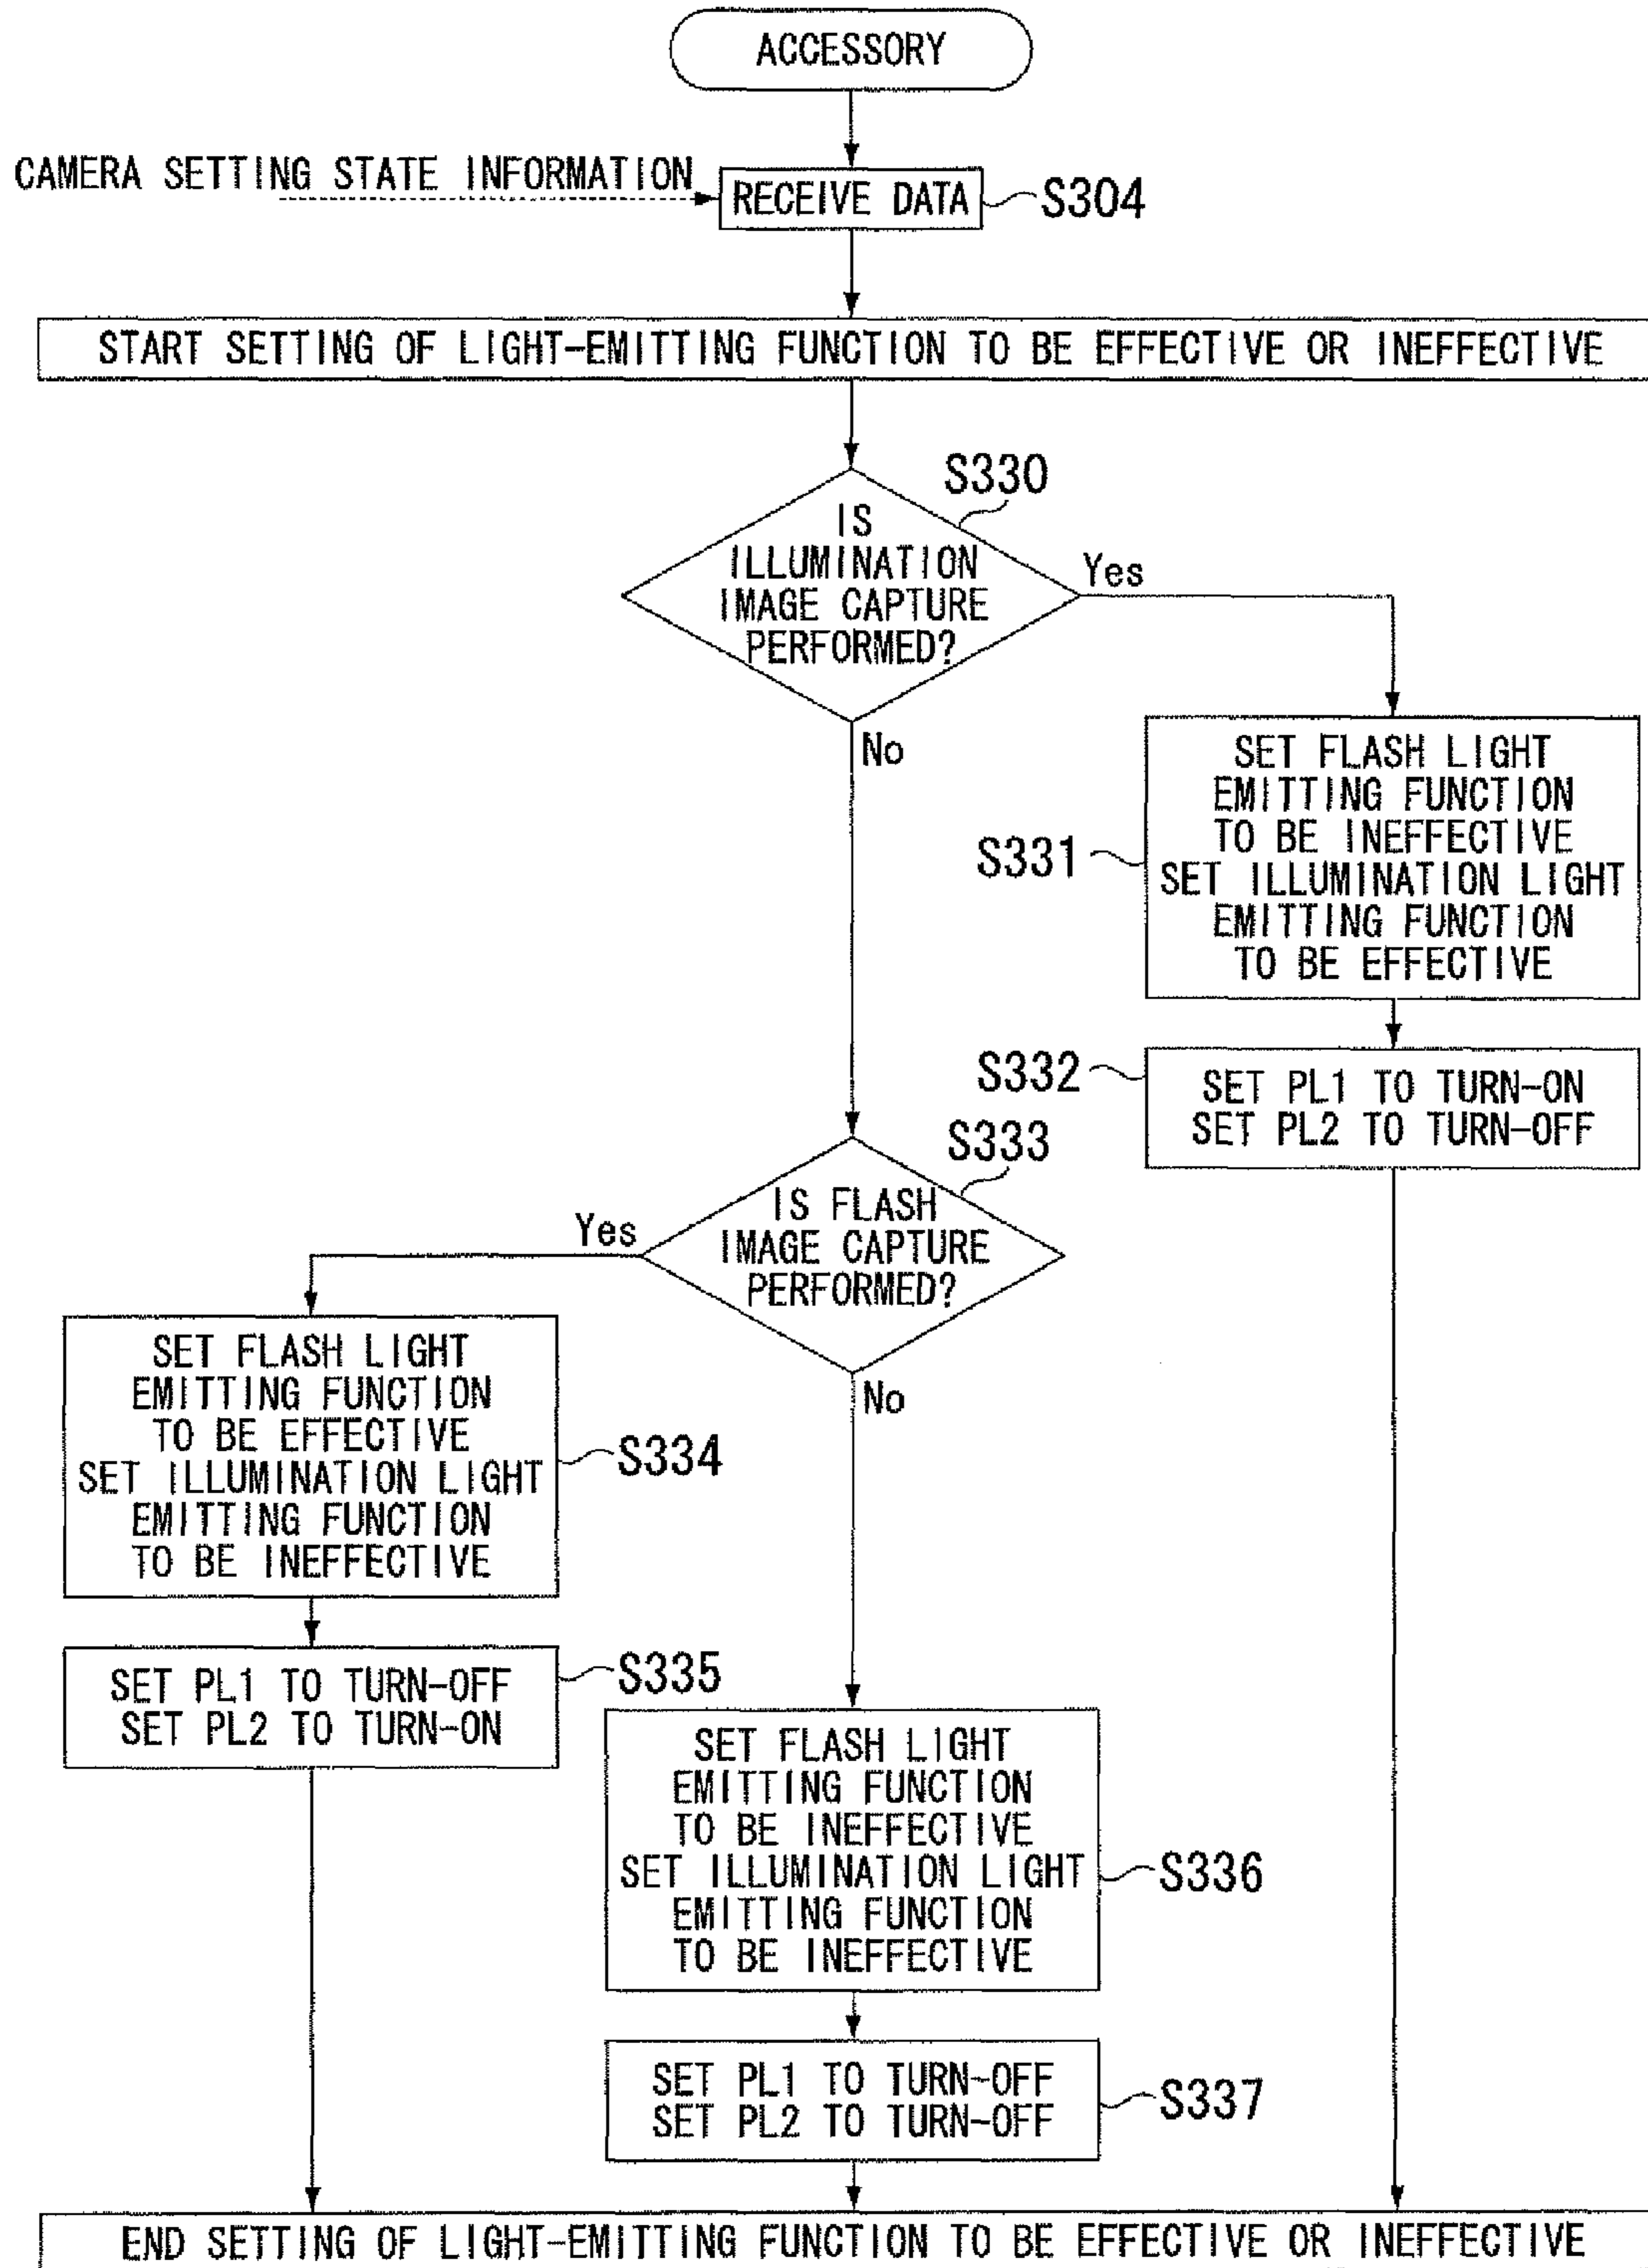 ACCESSORY
CAMERA SETTING STATE INFORMATION
RECEIVE DATA
S304
START SETTING OF LIGHT-EMITTING FUNCTION TO BE EFFECTIVE OR INEFFECTIVE
S330
IS
ILLUMINATION
IMAGE CAPTURE
PERFORMED?
Yes
No
SET FLASH LIGHT
EMITTING FUNCTION
TO BE INEFFECTIVE
SET ILLUMINATION LIGHT
EMITTING FUNCTION
TO BE EFFECTIVE
S331
S332
SET PL1 TO TURN-ON
SET PL2 TO TURN-OFF
S333
IS FLASH
IMAGE CAPTURE
PERFORMED?
Yes
No
SET FLASH LIGHT
EMITTING FUNCTION
TO BE EFFECTIVE
SET ILLUMINATION LIGHT
EMITTING FUNCTION
TO BE INEFFECTIVE
S334
SET PL1 TO TURN-OFF
SET PL2 TO TURN-ON
S335
SET FLASH LIGHT
EMITTING FUNCTION
TO BE INEFFECTIVE
SET ILLUMINATION LIGHT
EMITTING FUNCTION
TO BE INEFFECTIVE
S336
SET PL1 TO TURN-OFF
SET PL2 TO TURN-OFF
S337
END SETTING OF LIGHT-EMITTING FUNCTION TO BE EFFECTIVE OR INEFFECTIVE